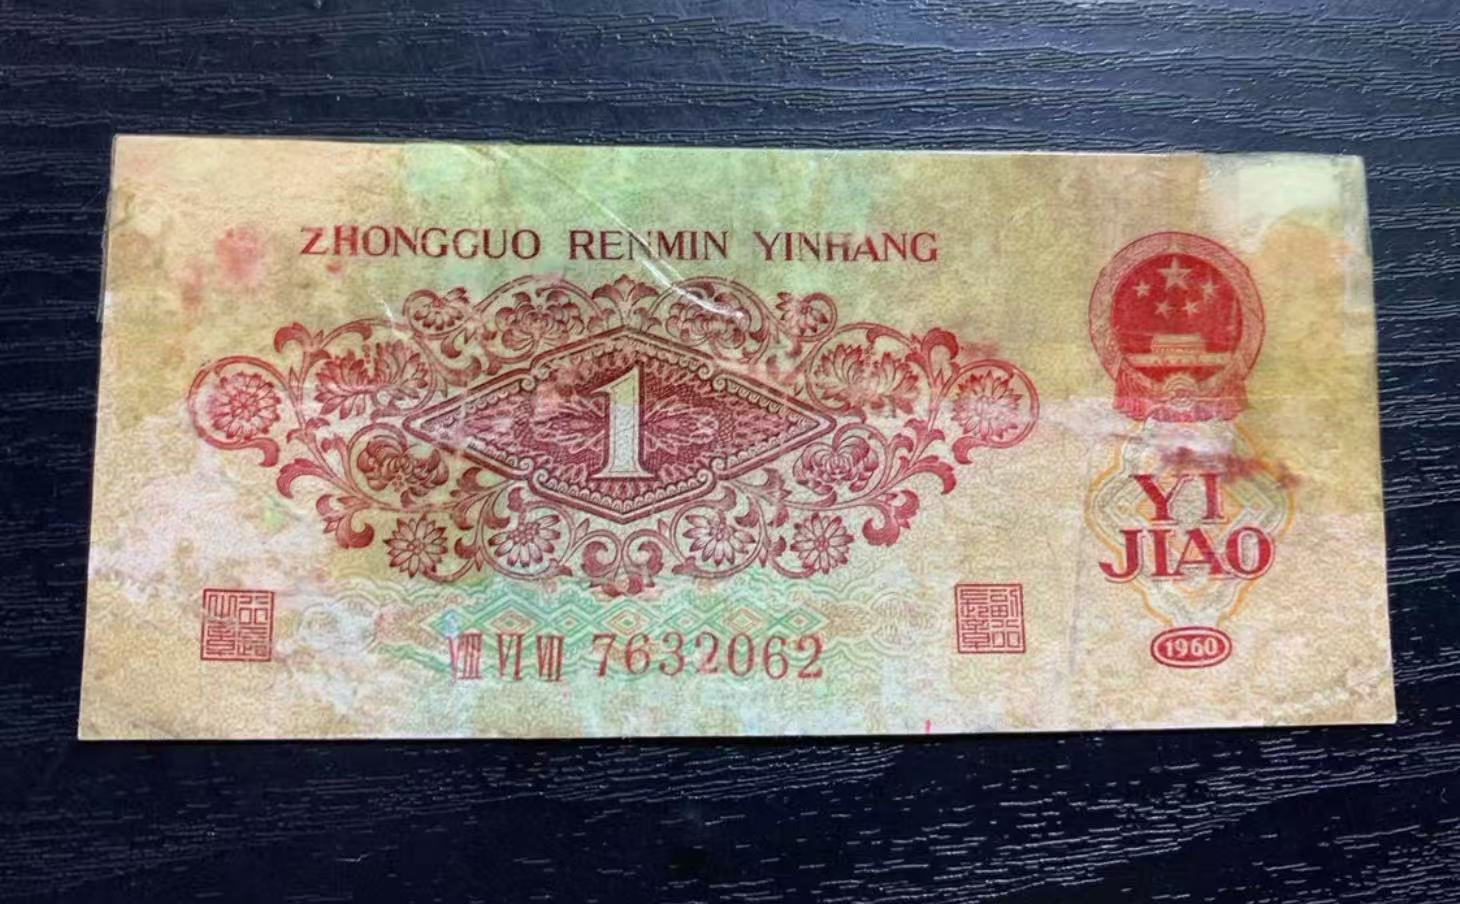 ZHONGGUO RENMIN YINHANG
1
YI
JIAO
VIII VI VII 7632062
1960